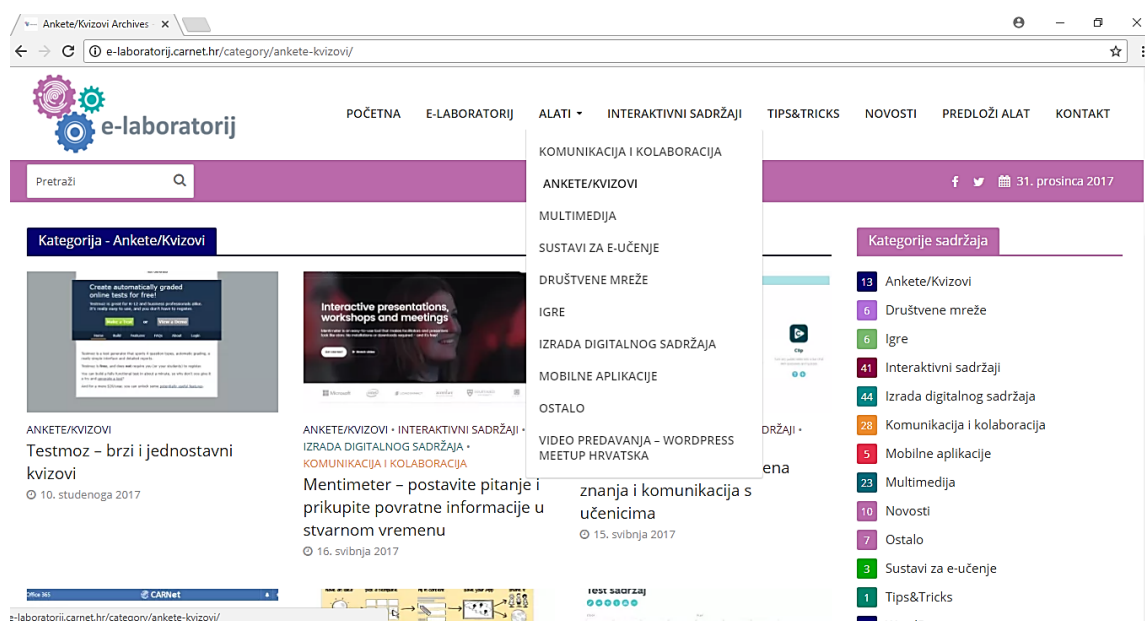 Ankete/Kvizovi Archives
e-laboratorij.carnet.hr/category/ankete-kvizovi/
e-laboratorij
POČETNA E-LABORATORIJ ALATI INTERAKTIVNI SADRŽAJI TIPS&TRICKS NOVOSTI PREDLOŽI ALAT KONTAKT
KOMUNIKACIJA I KOLABORACIJA
ANKETE/KVIZOVI
MULTIMEDIJA
SUSTAVI ZA E-UČENJE
DRUŠTVENE MREŽE
IGRE
IZRADA DIGITALNOG SADRŽAJA
MOBILNE APLIKACIJE
OSTALO
VIDEO PREDAVANJA – WORDPRESS
MEETUP HRVATSKA
Pretraži
31. prosinca 2017
Kategorija - Ankete/Kvizovi
Create automatically graded
online tests for free!
ANKETE/KVIZOVI
Testmoz – brzi i jednostavni
kvizovi
10. studenoga 2017
Interactive presentations,
workshops and meetings
Microsoft
ANKETE/KVIZOVI • INTERAKTIVNI SADRŽAJI •
IZRADA DIGITALNOG SADRŽAJA •
KOMUNIKACIJA I KOLABORACIJA
Mentimeter – postavite pitanje i
prikupite povratne informacije u
stvarnom vremenu
16. svibnja 2017
Clip
znanja i komunikacija s
učenicima
15. svibnja 2017
Kategorije sadržaja
13 Ankete/Kvizovi
6 Društvene mreže
6 Igre
41 Interaktivni sadržaji
44 Izrada digitalnog sadržaja
28 Komunikacija i kolaboracija
5 Mobilne aplikacije
23 Multimedija
10 Novosti
7 Ostalo
3 Sustavi za e-učenje
1 Tips&Tricks
Office 365 CARNet
Test sadržaj
e-laboratorij.carnet.hr/category/ankete-kvizovi/